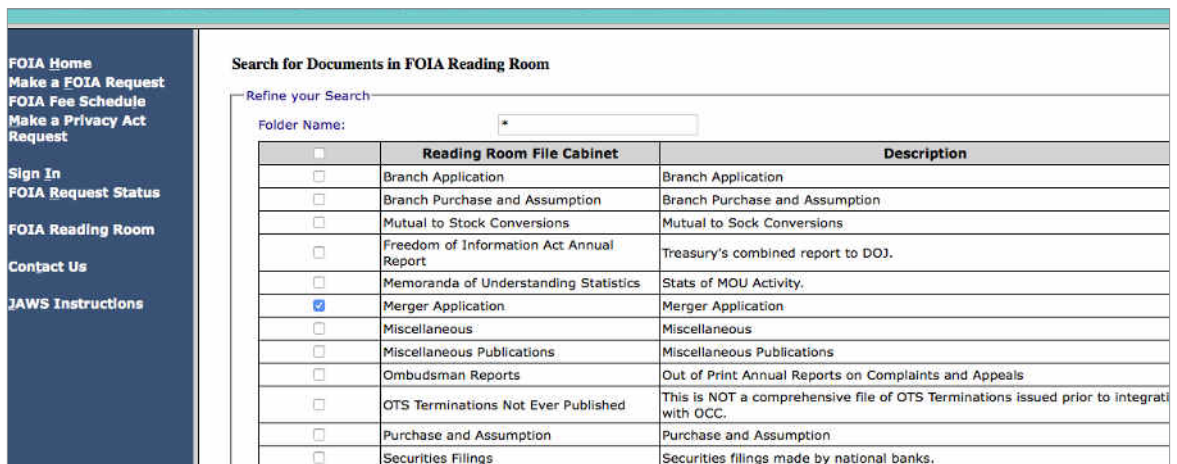 FOIA Home
Make a FOIA Request
FOIA Fee Schedule
Make a Privacy Act
Request
Sign In
FOIA Request Status
FOIA Reading Room
Contact Us
JAWS Instructions
Search for Documents in FOIA Reading Room
Refine your Search
Folder Name: *
Reading Room File Cabinet Description
Branch Application Branch Application
Branch Purchase and Assumption Branch Purchase and Assumption
Mutual to Stock Conversions Mutual to Sock Conversions
Freedom of Information Act Annual
Report Treasury's combined report to DOJ.
Memoranda of Understanding Statistics Stats of MOU Activity.
Merger Application Merger Application
Miscellaneous Miscellaneous
Miscellaneous Publications Miscellaneous Publications
Ombudsman Reports Out of Print Annual Reports on Complaints and Appeals
OTS Terminations Not Ever Published This is NOT a comprehensive file of OTS Terminations issued prior to integrati
with OCC.
Purchase and Assumption Purchase and Assumption
Securities Filings Securities filings made by national banks.